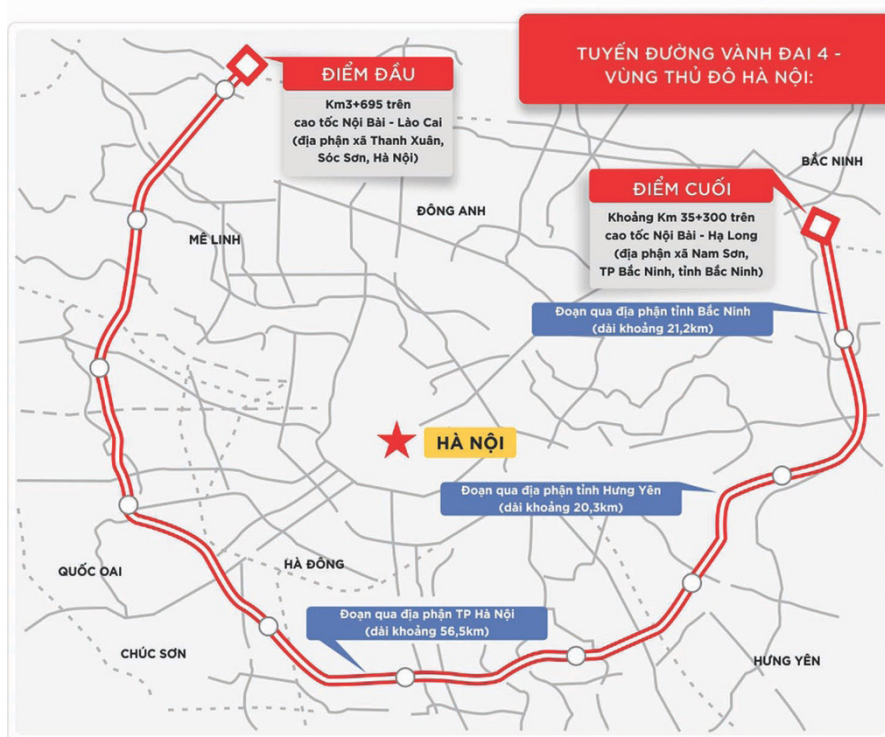 TUYẾN ĐƯỜNG VÀNH ĐAI 4 -
VÙNG THỦ ĐÔ HÀ NỘI:
ĐIỂM ĐẦU
Km3+695 trên
cao tốc Nội Bài - Lào Cai
(địa phận xã Thanh Xuân,
Sóc Sơn, Hà Nội)
BẮC NINH
ĐIỂM CUỐI
Khoảng Km 35+300 trên
cao tốc Nội Bài - Hạ Long
(địa phận xã Nam Sơn,
TP Bắc Ninh, tỉnh Bắc Ninh)
ĐÔNG ANH
MÊ LINH
Đoạn qua địa phận tỉnh Bắc Ninh
(dài khoảng 21,2km)
HÀ NỘI
Đoạn qua địa phận tỉnh Hưng Yên
(dài khoảng 20,3km)
QUỐC OAI
HÀ ĐÔNG
Đoạn qua địa phận TP Hà Nội
(dài khoảng 56,5km)
CHÚC SƠN
HƯNG YÊN